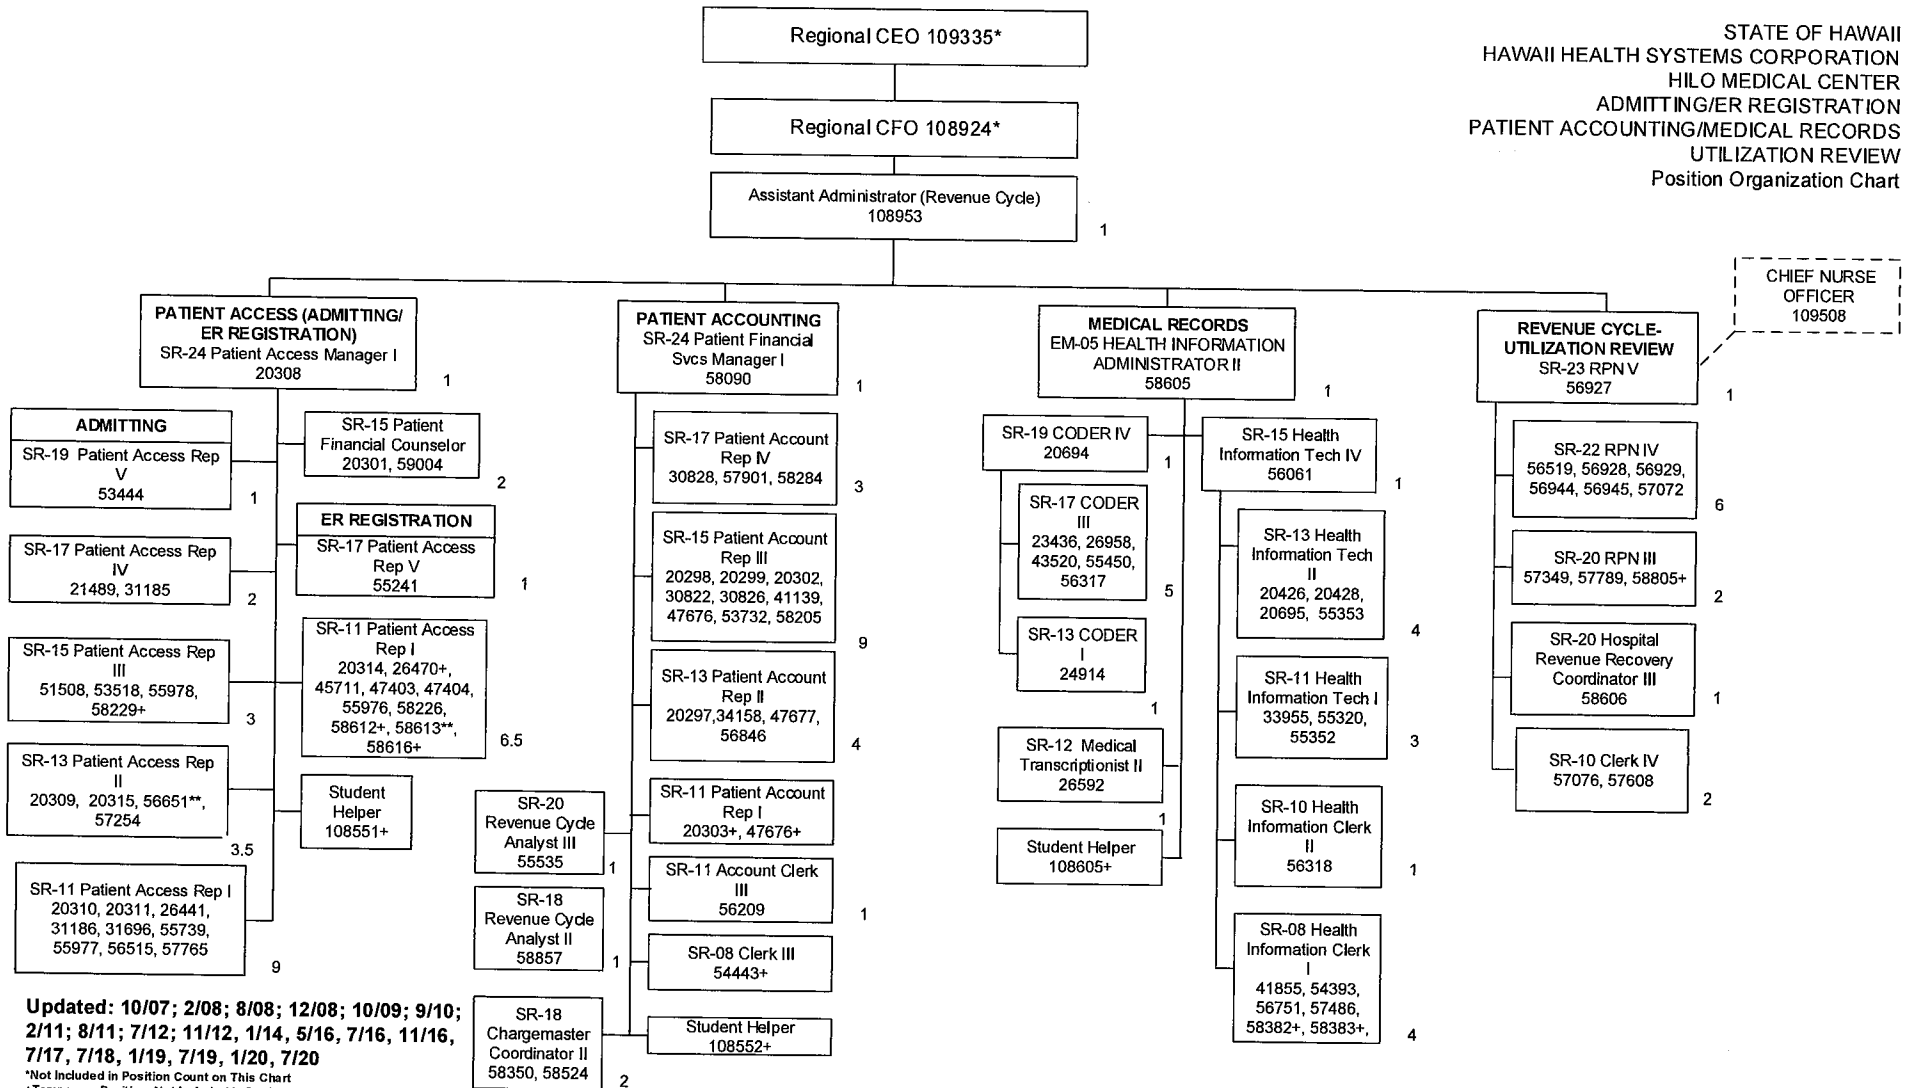 Regional CEO 109335*
Regional CFO 108924*
Assistant Administrator (Revenue Cycle)
108953
1
STATE OF HAWAII
HAWAII HEALTH SYSTEMS CORPORATION
HILO MEDICAL CENTER
ADMITTING/ER REGISTRATION
PATIENT ACCOUNTING/MEDICAL RECORDS
UTILIZATION REVIEW
Position Organization Chart
CHIEF NURSE
OFFICER
109508
PATIENT ACCESS (ADMITTING/
ER REGISTRATION)
SR-24 Patient Access Manager I
20308
1
ADMITTING
SR-19 Patient Access Rep
V
53444
1
SR-17 Patient Access Rep
IV
21489, 31185
2
SR-15 Patient Access Rep
III
51508, 53518, 55978,
58229+
3
SR-13 Patient Access Rep
II
20309, 20315, 56651**,
57254
3.5
SR-11 Patient Access Rep I
20310, 20311, 26441,
31186, 31696, 55739,
55977, 56515, 57765
9
SR-15 Patient
Financial Counselor
20301, 59004
2
ER REGISTRATION
SR-17 Patient Access
Rep V
55241
1
SR-11 Patient Access
Rep I
20314, 26470+,
45711, 47403, 47404,
55976, 58226,
58612+, 58613**,
58616+
6.5
Student
Helper
108551+
PATIENT ACCOUNTING
SR-24 Patient Financial
Svcs Manager I
58090
1
SR-17 Patient Account
Rep IV
30828, 57901, 58284
3
SR-15 Patient Account
Rep III
20298, 20299, 20302,
30822, 30826, 41139,
47676, 53732, 58205
9
SR-13 Patient Account
Rep II
20297,34158, 47677,
56846
4
SR-11 Patient Account
Rep I
20303+, 47676+
SR-11 Account Clerk
III
56209
1
SR-08 Clerk III
54443+
Student Helper
108552+
SR-20
Revenue Cycle
Analyst III
55535
1
SR-18
Revenue Cycle
Analyst II
58857
1
SR-18
Chargemaster
Coordinator II
58350, 58524
2
MEDICAL RECORDS
EM-05 HEALTH INFORMATION
ADMINISTRATOR II
58605
1
SR-19 CODER IV
20694
1
SR-17 CODER
III
23436, 26958,
43520, 55450,
56317
5
SR-13 CODER
I
24914
1
SR-12 Medical
Transcriptionist II
26592
1
Student Helper
108605+
SR-15 Health
Information Tech IV
56061
1
SR-13 Health
Information Tech
II
20426, 20428,
20695, 55353
4
SR-11 Health
Information Tech I
33955, 55320,
55352
3
SR-10 Health
Information Clerk
II
56318
1
SR-08 Health
Information Clerk
I
41855, 54393,
56751, 57486,
58382+, 58383+,
4
REVENUE CYCLE-
UTILIZATION REVIEW
SR-23 RPN V
56927
1
SR-22 RPN IV
56519, 56928, 56929,
56944, 56945, 57072
6
SR-20 RPN III
57349, 57789, 58805+
2
SR-20 Hospital
Revenue Recovery
Coordinator III
58606
1
SR-10 Clerk IV
57076, 57608
2
Updated: 10/07; 2/08; 8/08; 12/08; 10/09; 9/10;
2/11; 8/11; 7/12; 11/12, 1/14, 5/16, 7/16, 11/16,
7/17, 7/18, 1/19, 7/19, 1/20, 7/20
*Not Included in Position Count on This Chart